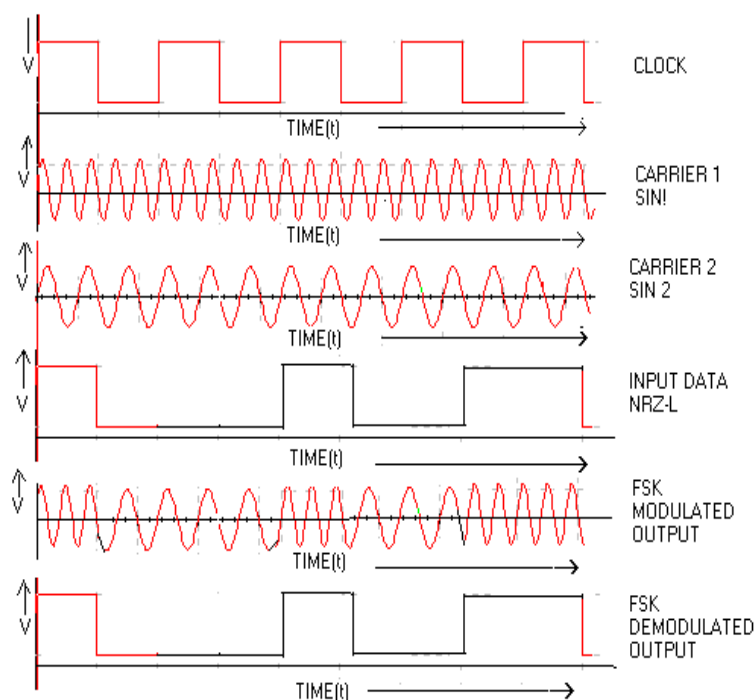 V
CLOCK
TIME(t)
V
CARRIER 1
SIN!
TIME(t)
V
CARRIER 2
SIN 2
TIME(t)
V
INPUT DATA
NRZ-L
TIME(t)
V
FSK
MODULATED
OUTPUT
TIME(t)
V
FSK
DEMODULATED
OUTPUT
TIME(t)